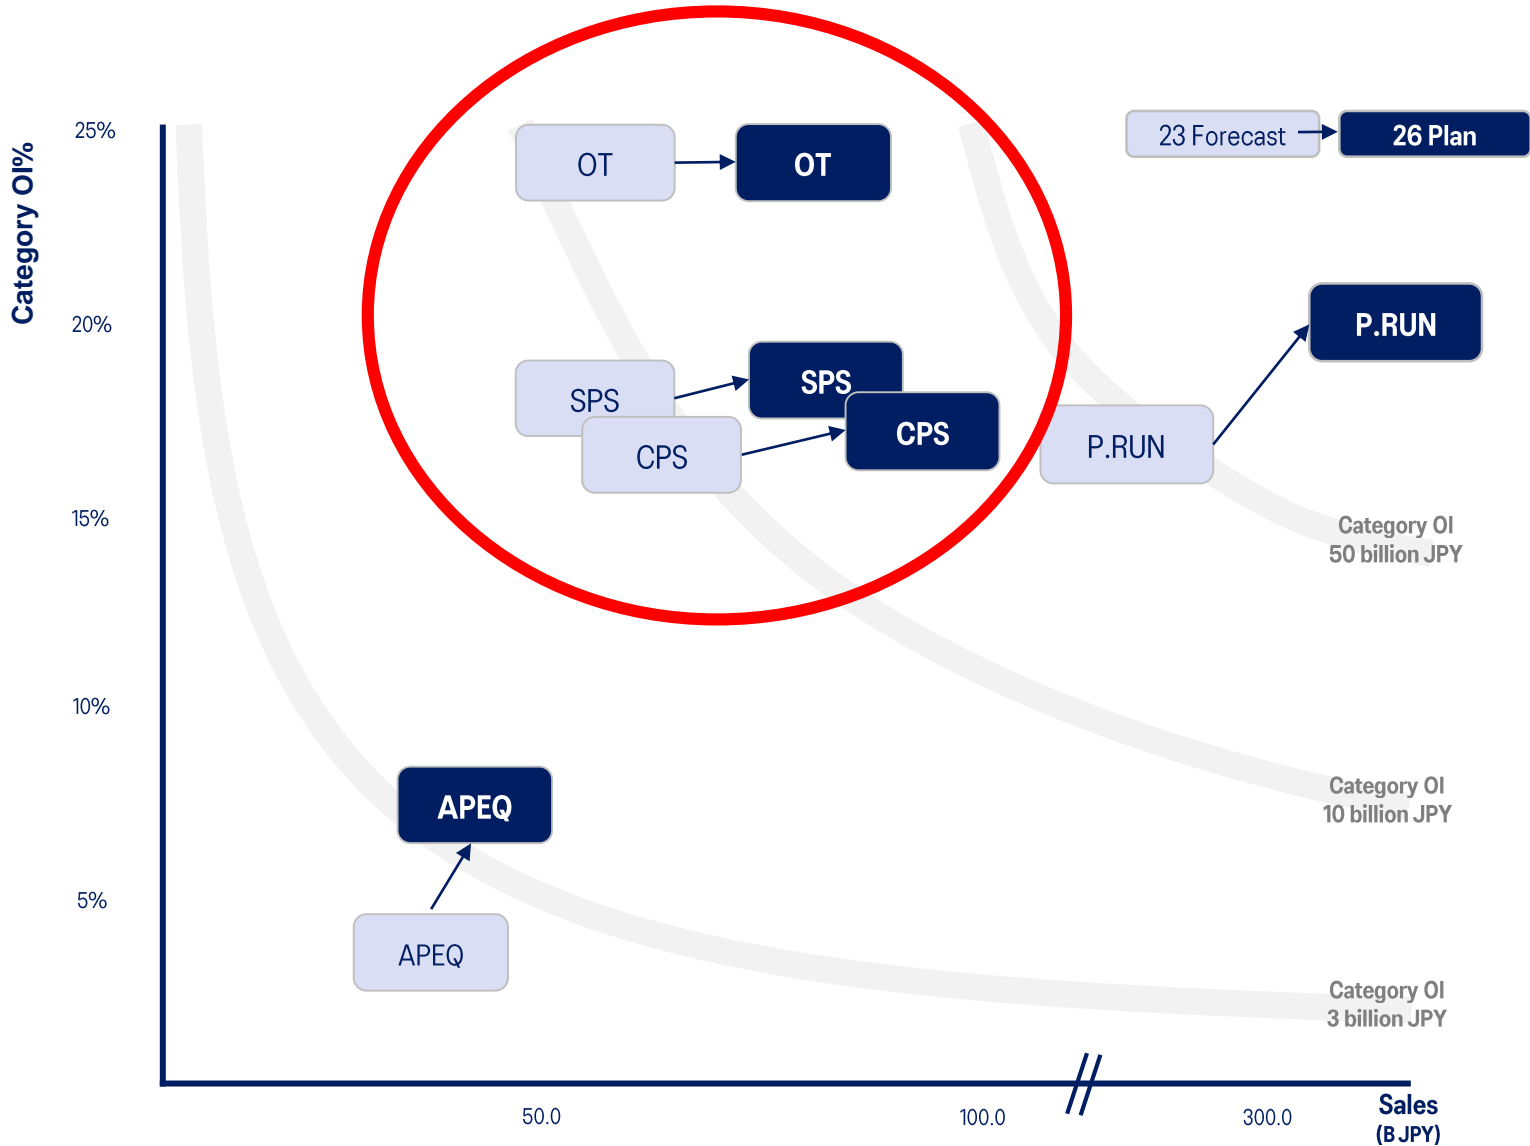 Category OI%
25%
20%
15%
10%
5%
23 Forecast
26 Plan
OT
OT
SPS
SPS
CPS
CPS
P.RUN
P.RUN
APEQ
APEQ
Category OI
50 billion JPY
Category OI
10 billion JPY
Category OI
3 billion JPY
50.0
100.0
300.0
Sales
(B JPY)